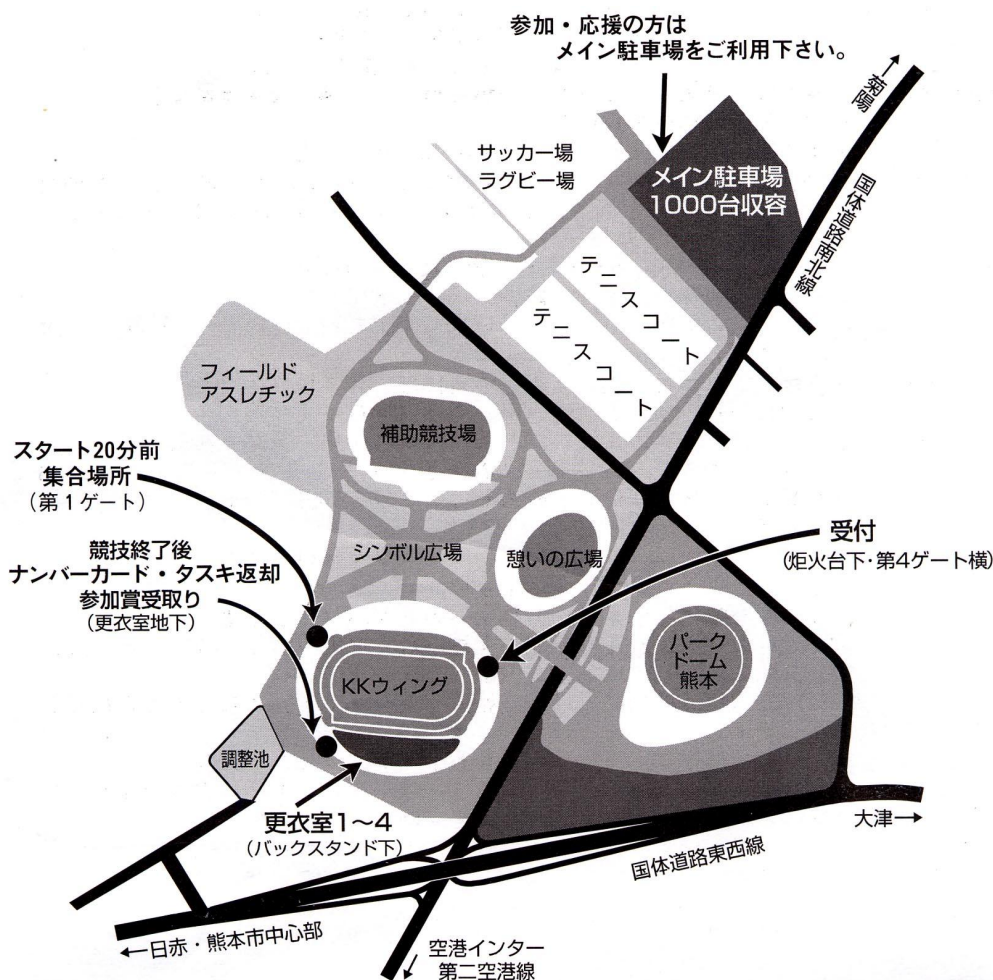 参加・応援の方は
メイン駐車場をご利用下さい。
←菊陽
国体道路南北線
サッカー場
ラグビー場
メイン駐車場
1000台収容
テニスコート
テニスコート
フィールド
アスレチック
補助競技場
スタート20分前
集合場所
(第1ゲート)
シンボル広場
憩いの広場
受付
(炬火台下・第4ゲート横)
競技終了後
ナンバーカード・タスキ返却
参加賞受取り
(更衣室地下)
KKウィング
パーク
ドーム
熊本
調整池
更衣室1〜4
(バックスタンド下)
大津→
国体道路東西線
←日赤・熊本市中心部
空港インター
第二空港線